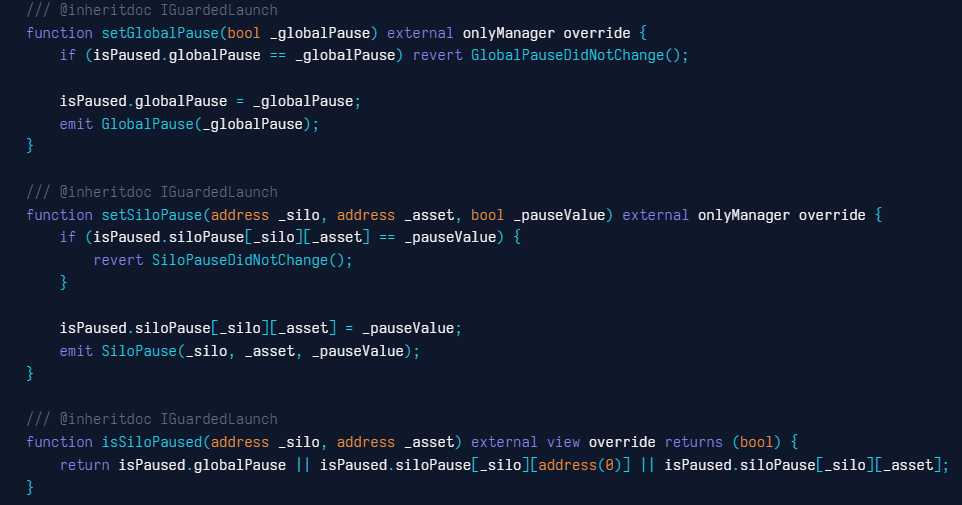 /// @inheritdoc IGuardedLaunch
function setGlobalPause(bool _globalPause) external onlyManager override {
    if (isPaused.globalPause == _globalPause) revert GlobalPauseDidNotChange();

    isPaused.globalPause = _globalPause;
    emit GlobalPause(_globalPause);
}

/// @inheritdoc IGuardedLaunch
function setSiloPause(address _silo, address _asset, bool _pauseValue) external onlyManager override {
    if (isPaused.siloPause[_silo][_asset] == _pauseValue) {
        revert SiloPauseDidNotChange();
    }

    isPaused.siloPause[_silo][_asset] = _pauseValue;
    emit SiloPause(_silo, _asset, _pauseValue);
}

/// @inheritdoc IGuardedLaunch
function isSiloPaused(address _silo, address _asset) external view override returns (bool) {
    return isPaused.globalPause || isPaused.siloPause[_silo][address(0)] || isPaused.siloPause[_silo][_asset];
}